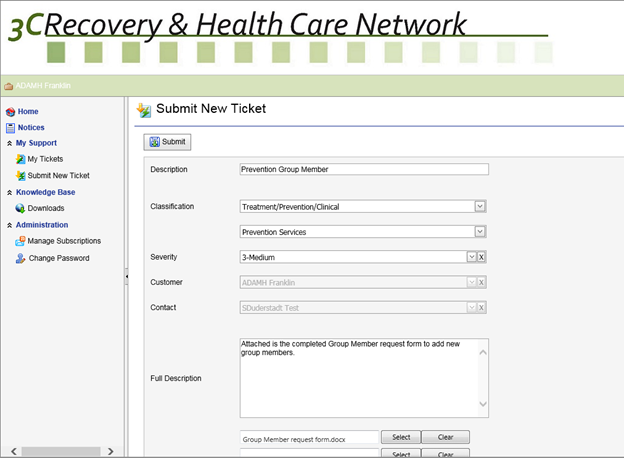 3CRecovery & Health Care Network
ADAMH Franklin
Home
Notices
My Support
My Tickets
Submit New Ticket
Knowledge Base
Downloads
Administration
Manage Subscriptions
Change Password
Submit New Ticket
Submit
Description Prevention Group Member
Classification Treatment/Prevention/Clinical
Prevention Services
Severity 3-Medium X
Customer ADAMH Franklin X
Contact SDuderstadt Test X
Full Description
Attached is the completed Group Member request form to add new
group members.
Group Member request form.docx Select Clear
Select Clear